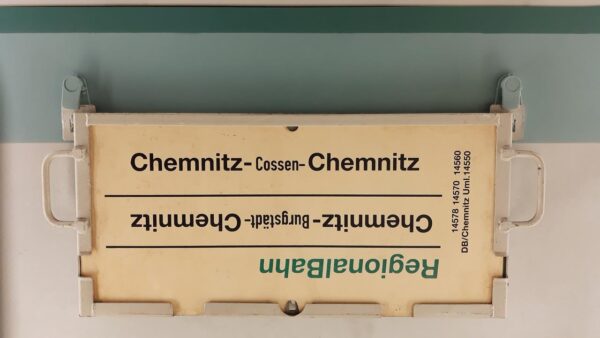 Chemnitz-Cossen-Chemnitz
Chemnitz-Burgstädt-Chemnitz
RegionalBahn
14578 14570 14560
DB/Chemnitz Uml.14550